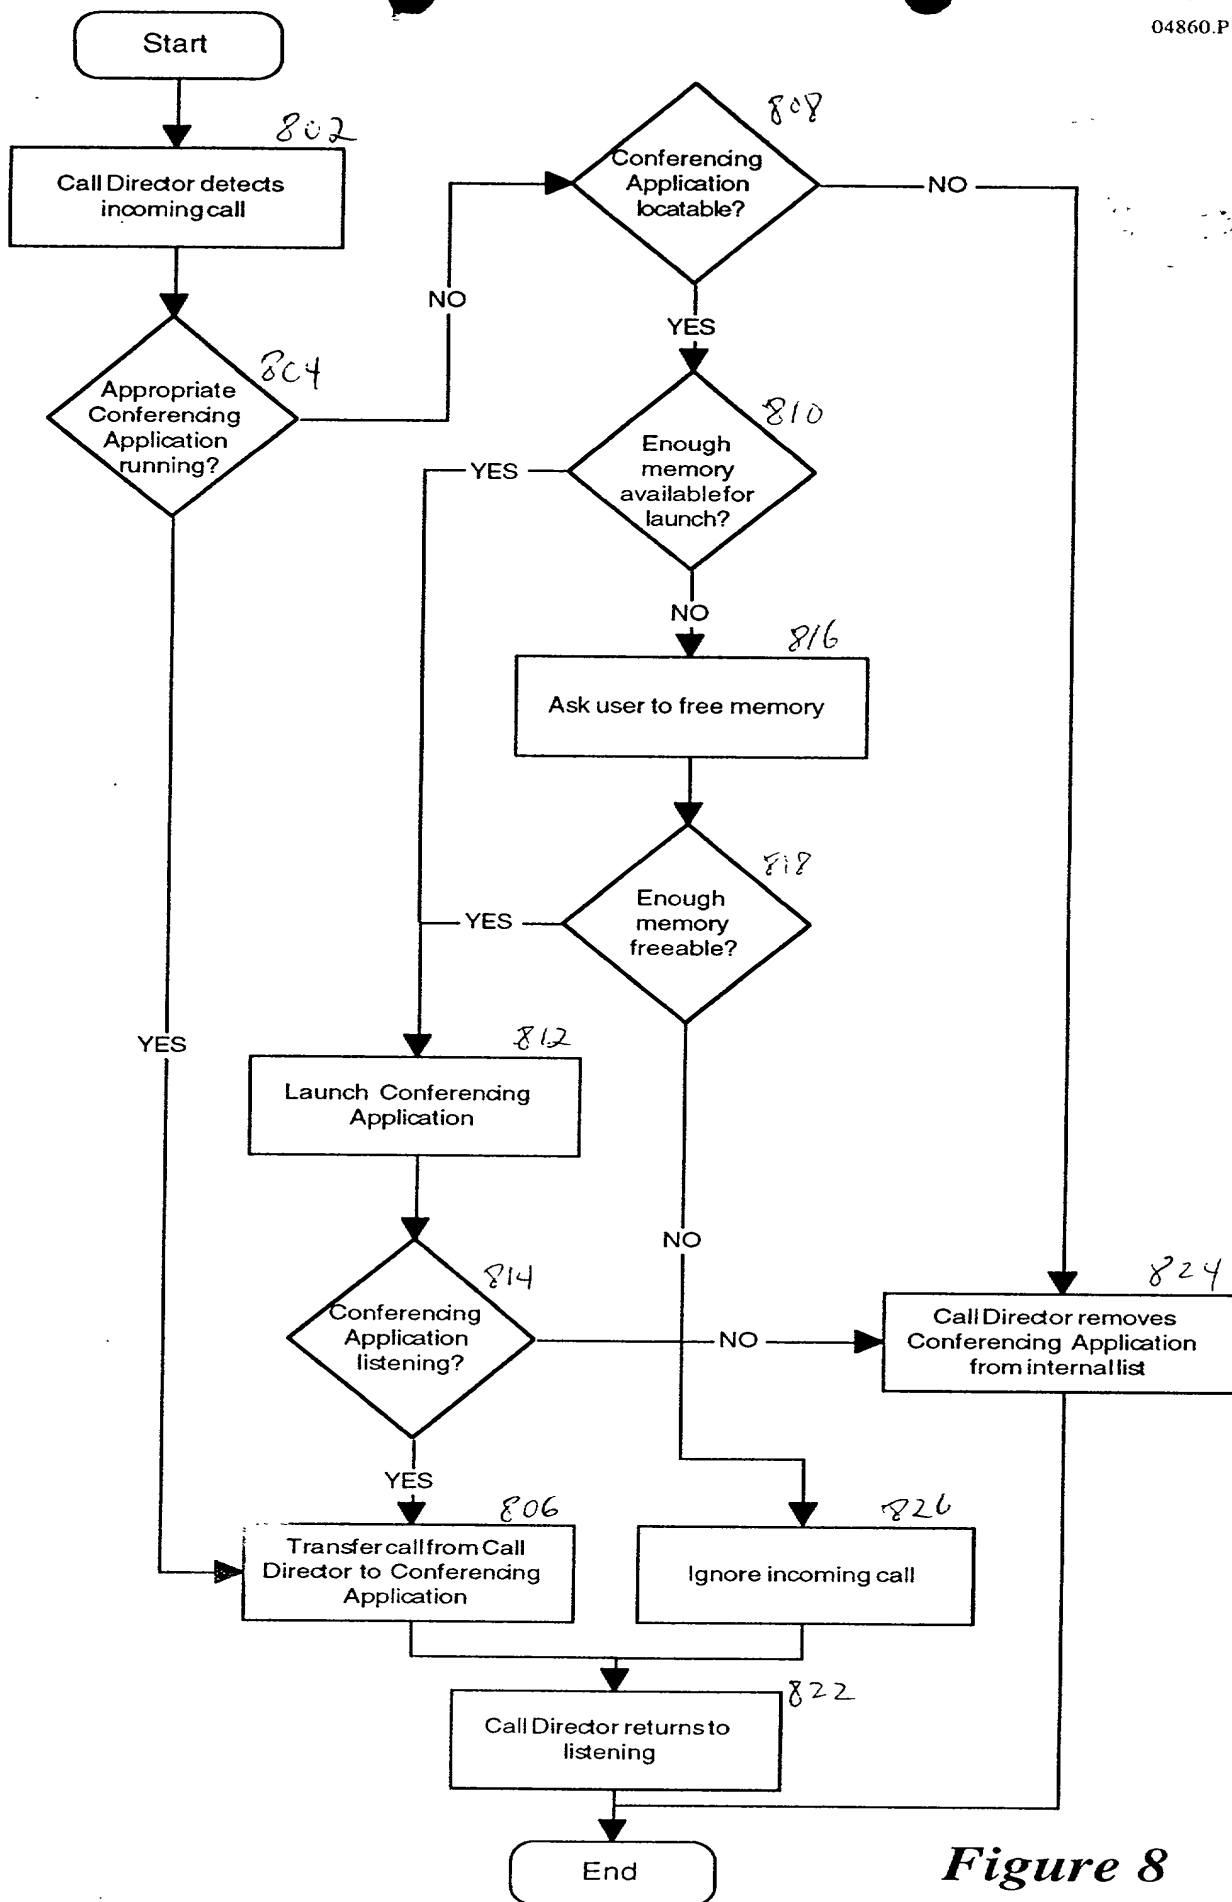 04860.P
Start
802
Call Director detects
incoming call
804
Appropriate
Conferencing
Application
running?
NO
808
Conferencing
Application
locatable?
NO
YES
810
Enough
memory
available for
launch?
YES
NO
816
Ask user to free memory
818
Enough
memory
freeable?
YES
YES
812
Launch Conferencing
Application
NO
814
Conferencing
Application
listening?
NO
824
Call Director removes
Conferencing Application
from internal list
YES
806
Transfer call from Call
Director to Conferencing
Application
826
Ignore incoming call
822
Call Director returns to
listening
End
Figure 8